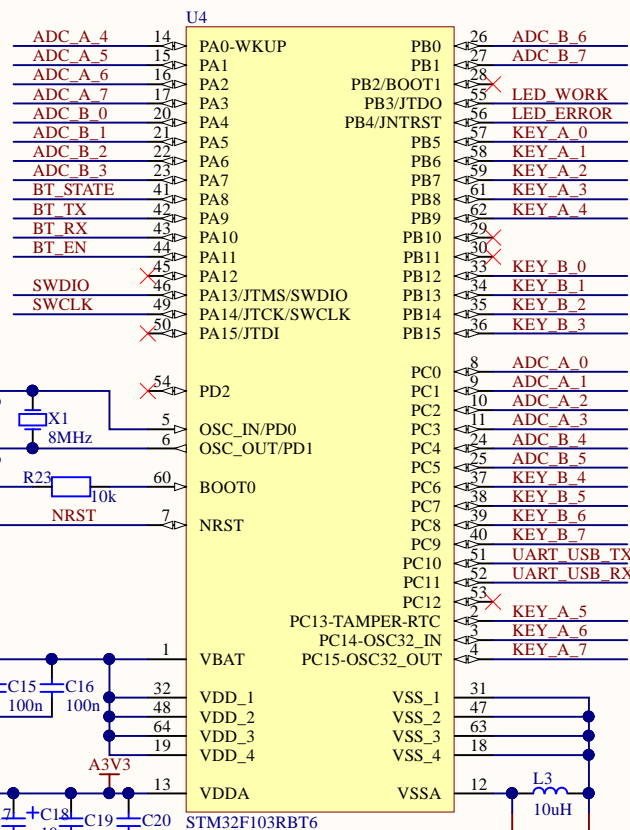 U4
ADC_A_4 14 PA0-WKUP PB0 26 ADC_B_6
ADC_A_5 15 PA1 PB1 27 ADC_B_7
ADC_A_6 16 PA2 PB2/BOOT1 28
ADC_A_7 17 PA3 PB3/JTDO 55 LED_WORK
ADC_B_0 20 PA4 PB4/JNTRST 56 LED_ERROR
ADC_B_1 21 PA5 PB5 57 KEY_A_0
ADC_B_2 22 PA6 PB6 58 KEY_A_1
ADC_B_3 23 PA7 PB7 59 KEY_A_2
BT_STATE 41 PA8 PB8 61 KEY_A_3
BT_TX 42 PA9 PB9 62 KEY_A_4
BT_RX 43 PA10 PB10 29
BT_EN 44 PA11 PB11 30
45 PA12 PB12 33 KEY_B_0
SWDIO 46 PA13/JTMS/SWDIO PB13 34 KEY_B_1
SWCLK 49 PA14/JTCK/SWCLK PB14 35 KEY_B_2
50 PA15/JTDI PB15 36 KEY_B_3
PC0 8 ADC_A_0
54 PD2 PC1 9 ADC_A_1
PC2 10 ADC_A_2
X1 5 OSC_IN/PD0 PC3 11 ADC_A_3
8MHz 6 OSC_OUT/PD1 PC4 24 ADC_B_4
PC5 25 ADC_B_5
R23 10k 60 BOOT0 PC6 37 KEY_B_4
PC7 38 KEY_B_5
NRST 7 NRST PC8 39 KEY_B_6
PC9 40 KEY_B_7
PC10 51 UART_USB_TX
PC11 52 UART_USB_RX
PC12 53
PC13-TAMPER-RTC 2 KEY_A_5
PC14-OSC32_IN 3 KEY_A_6
1 VBAT PC15-OSC32_OUT 4 KEY_A_7
C15 C16 32 VDD_1 VSS_1 31
100n 100n 48 VDD_2 VSS_2 47
64 VDD_3 VSS_3 63
19 VDD_4 VSS_4 18
A3V3
13 VDDA VSSA 12 L3
10uH
C18 C19 C20
STM32F103RBT6